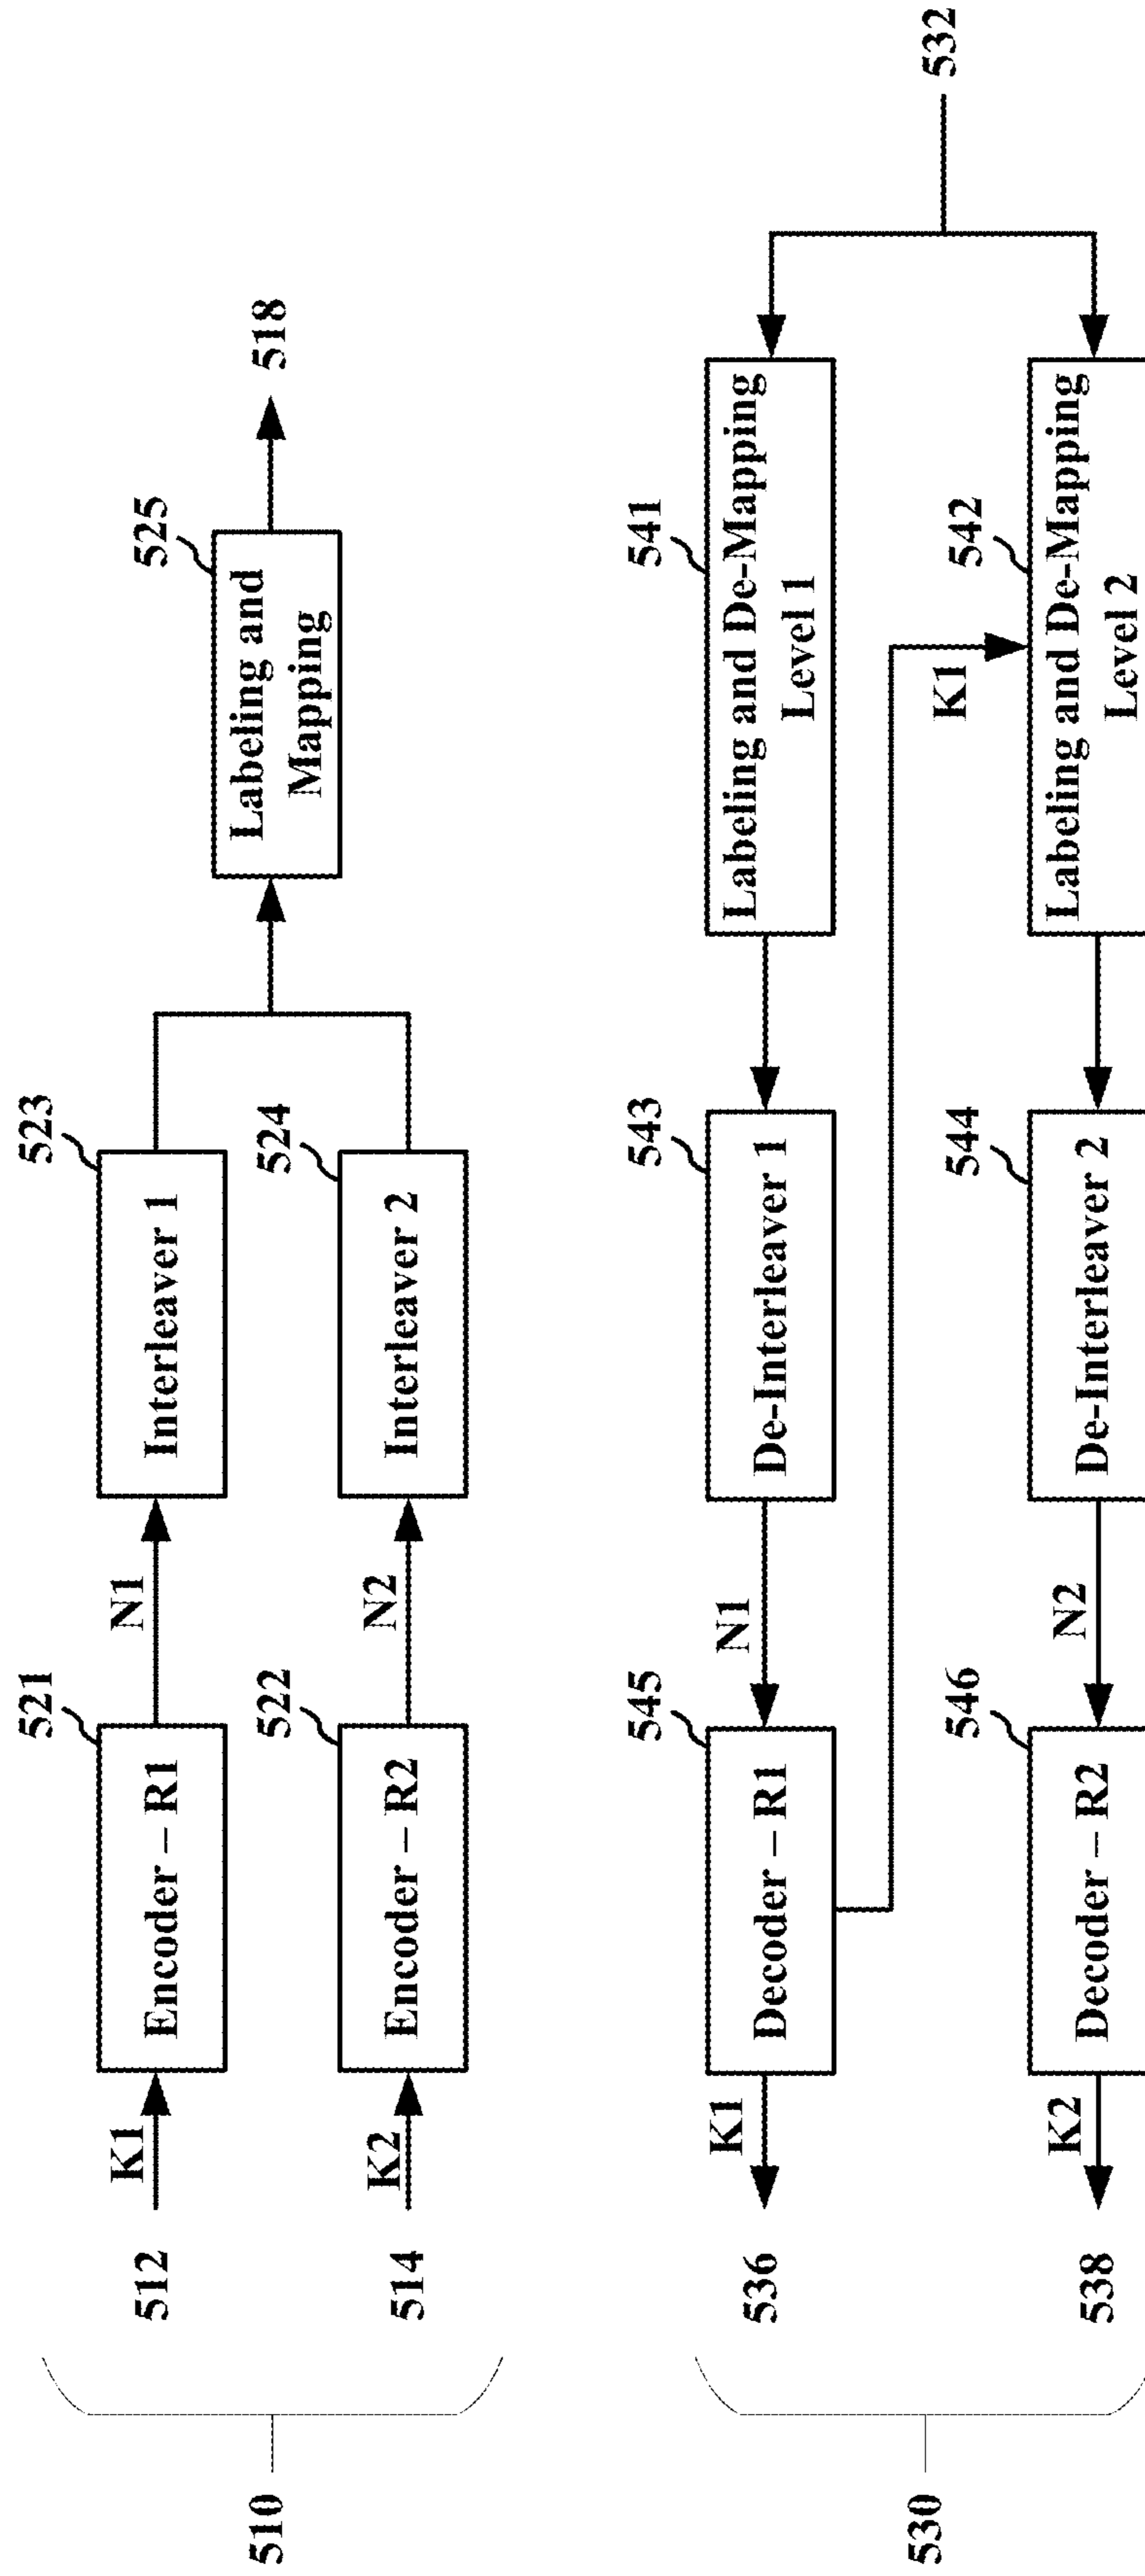 510
512
K1
521
Encoder – R1
N1
523
Interleaver 1
514
K2
522
Encoder – R2
N2
524
Interleaver 2
525
Labeling and
Mapping
518
530
536
K1
545
Decoder – R1
N1
543
De-Interleaver 1
541
Labeling and De-Mapping
Level 1
K1
532
538
K2
546
Decoder – R2
N2
544
De-Interleaver 2
542
Labeling and De-Mapping
Level 2